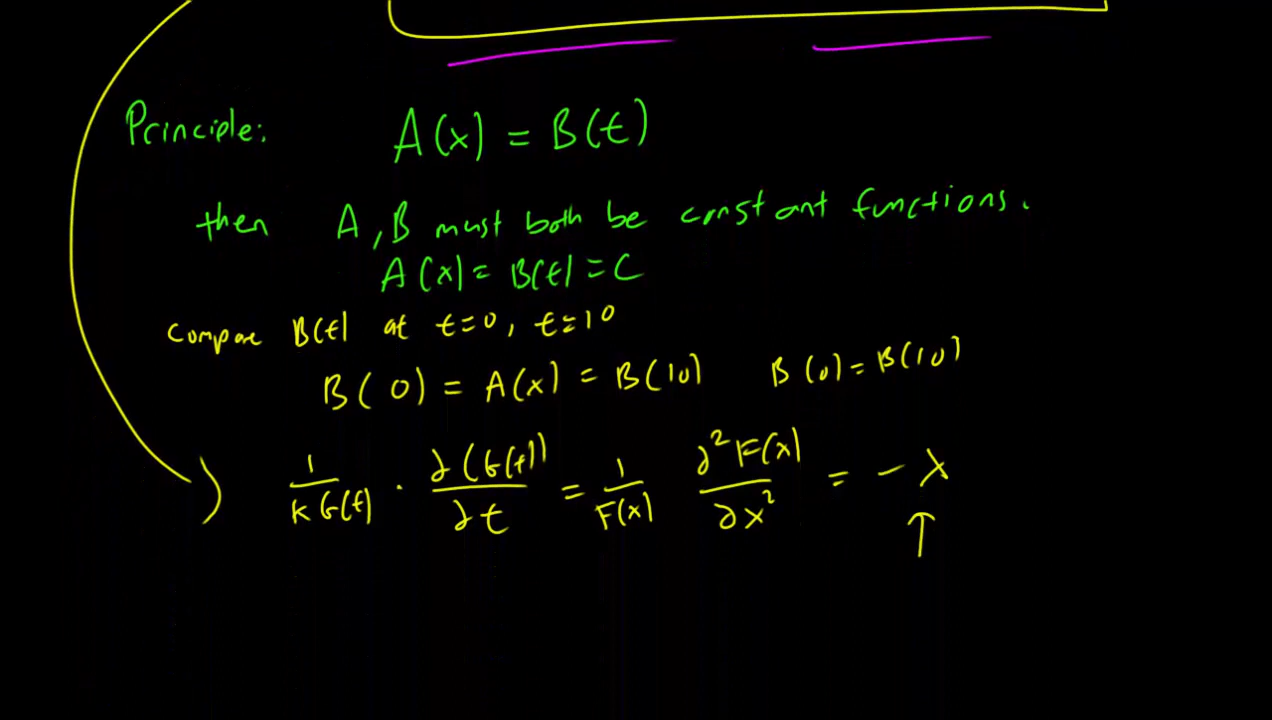 Principle: A(x) = B(t)
then A, B must both be constant functions.
A(x) = B(t) = C
Compare B(t) at t=0, t=10
B(0) = A(x) = B(10) B(0) = B(10)
1/(kG(t)) · ∂(G(t))/∂t = 1/F(x) ∂²F(x)/∂x² = -λ
↑